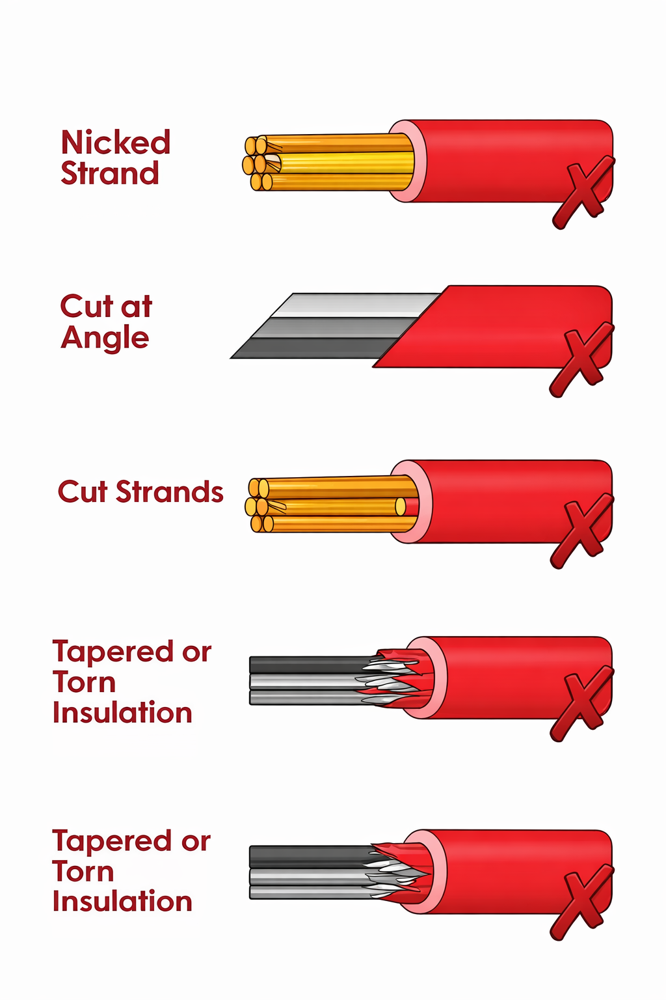 Nicked
Strand
Cut at
Angle
Cut Strands
Tapered or
Torn
Insulation
Tapered or
Torn
Insulation